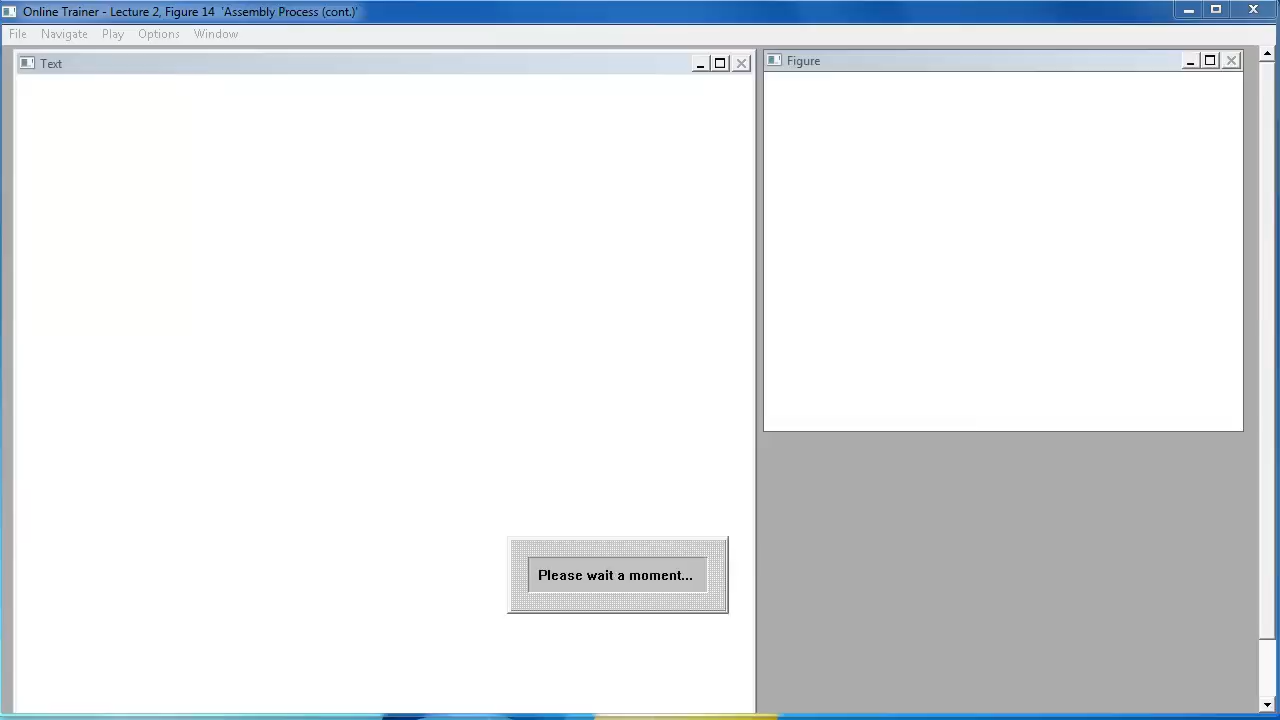 Online Trainer - Lecture 2, Figure 14 'Assembly Process (cont.)'
File Navigate Play Options Window
Text
Figure
Please wait a moment...